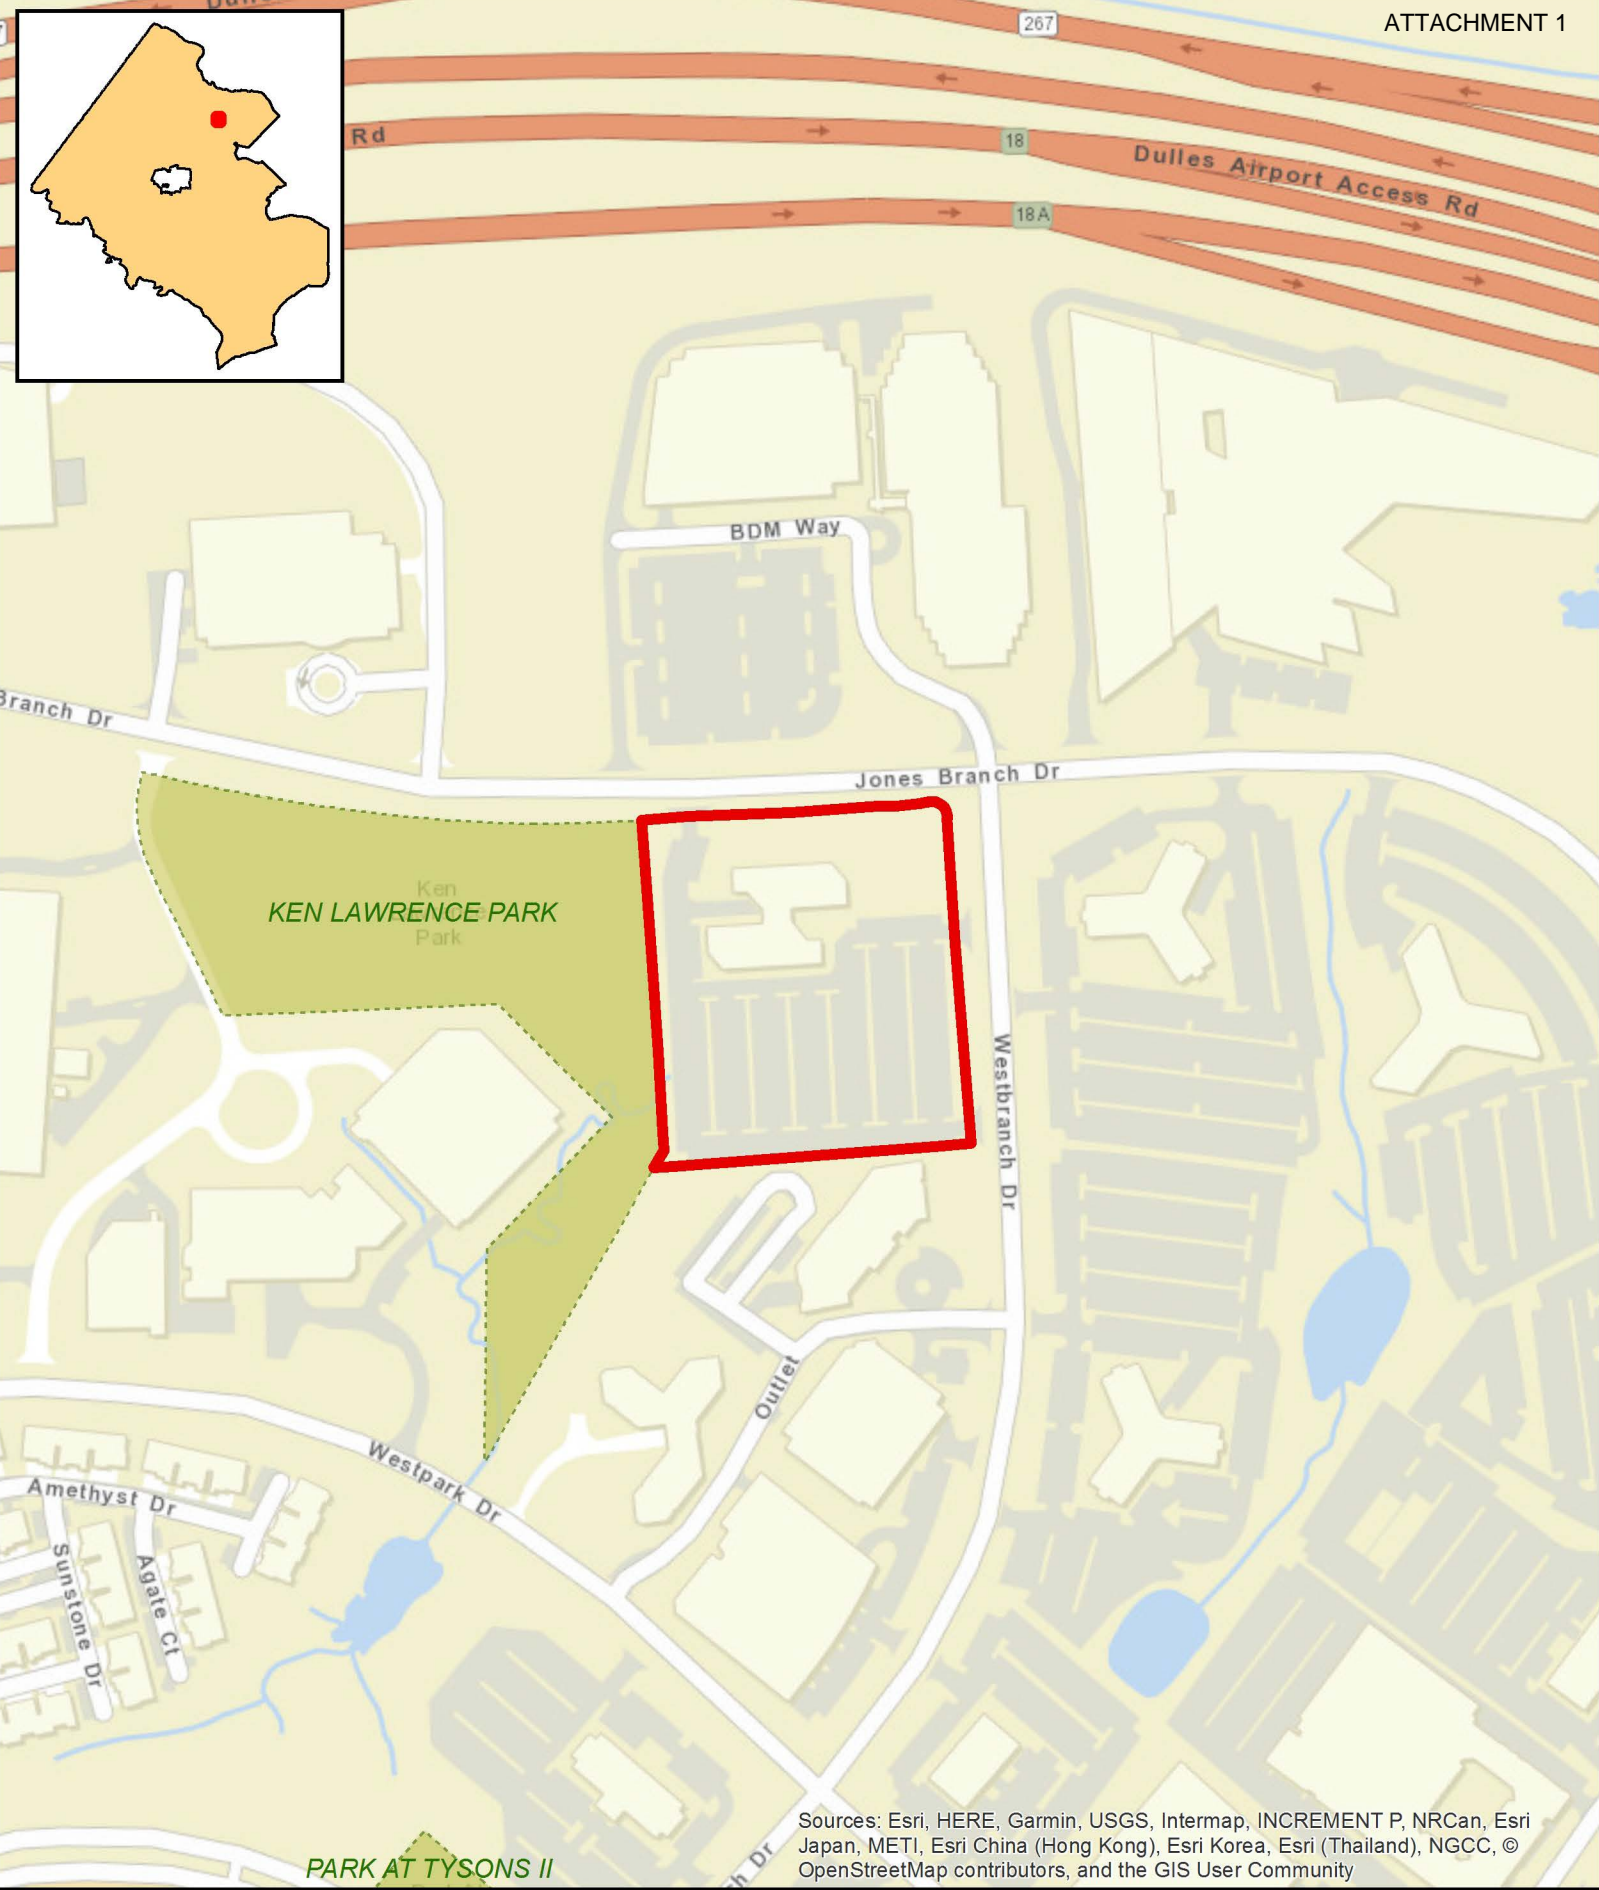 ATTACHMENT 1
267
Rd
18
Dulles Airport Access Rd
18A
BDM Way
Branch Dr
Jones Branch Dr
Ken
KEN LAWRENCE PARK
Park
Westbranch Dr
Outlet
Westpark Dr
Amethyst Dr
Sunstone Dr
Agate Ct
PARK AT TYSONS II
Sources: Esri, HERE, Garmin, USGS, Intermap, INCREMENT P, NRCan, Esri
Japan, METI, Esri China (Hong Kong), Esri Korea, Esri (Thailand), NGCC, ©
OpenStreetMap contributors, and the GIS User Community